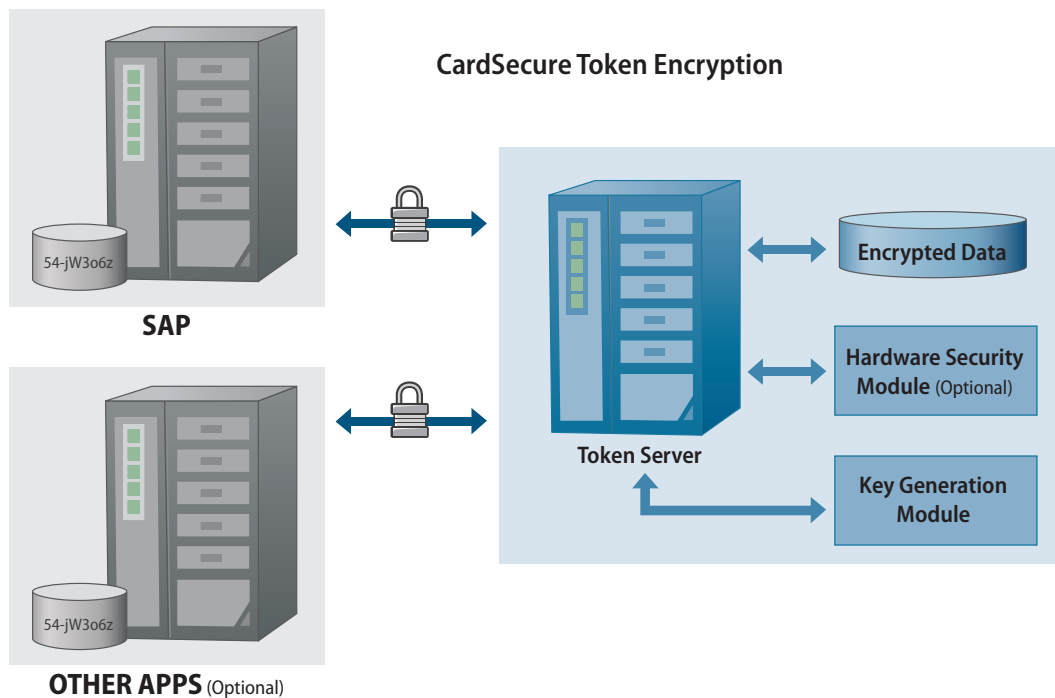 CardSecure Token Encryption
54-jW3o6z
SAP
54-jW3o6z
OTHER APPS (Optional)
Token Server
Encrypted Data
Hardware Security
Module (Optional)
Key Generation
Module